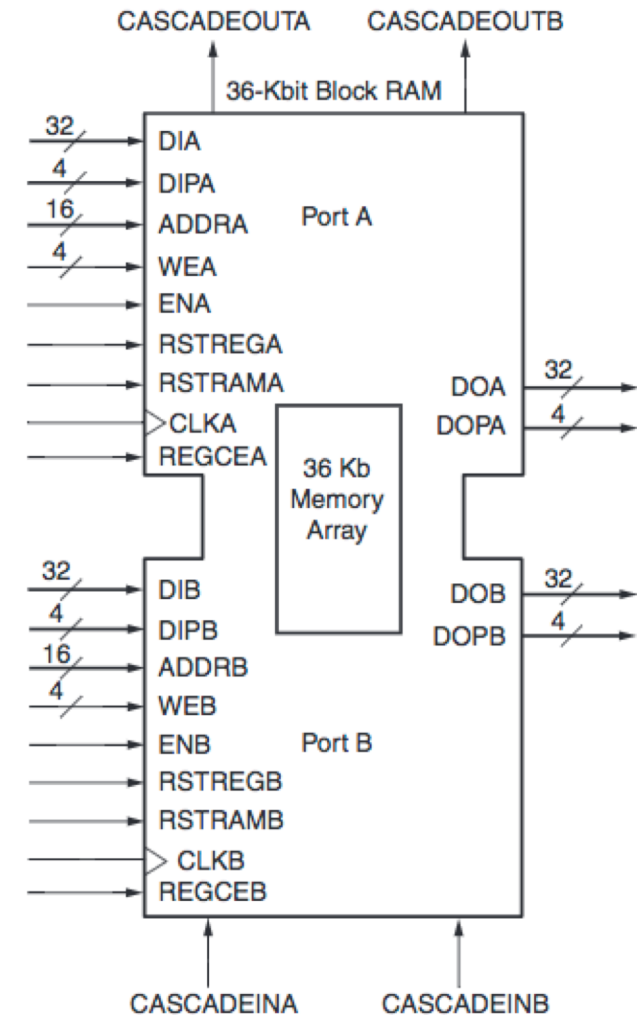 CASCADEOUTA CASCADEOUTB
36-Kbit Block RAM
32 DIA
4 DIPA
16 ADDRA Port A
4 WEA
ENA
RSTREGA
RSTRAMA DOA 32
CLKA DOPA 4
REGCEA
36 Kb
Memory
Array
32 DIB DOB 32
4 DIPB DOPB 4
16 ADDRB
4 WEB
ENB Port B
RSTREGB
RSTRAMB
CLKB
REGCEB
CASCADEINA CASCADEINB